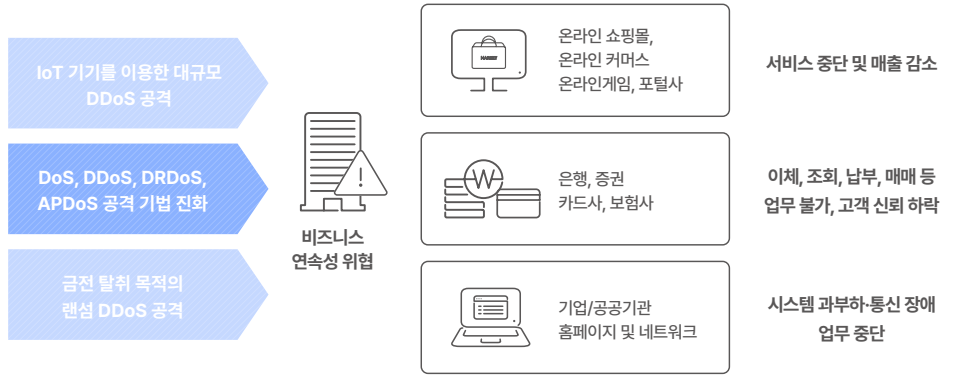 IoT 기기를 이용한 대규모
DDoS 공격
DoS, DDoS, DRDoS,
APDoS 공격 기법 진화
금전 탈취 목적의
랜섬 DDoS 공격
비즈니스
연속성 위협
온라인 쇼핑몰,
온라인 커머스
온라인게임, 포털사
은행, 증권
카드사, 보험사
기업/공공기관
홈페이지 및 네트워크
서비스 중단 및 매출 감소
이체, 조회, 납부, 매매 등
업무 불가, 고객 신뢰 하락
시스템 과부하·통신 장애
업무 중단